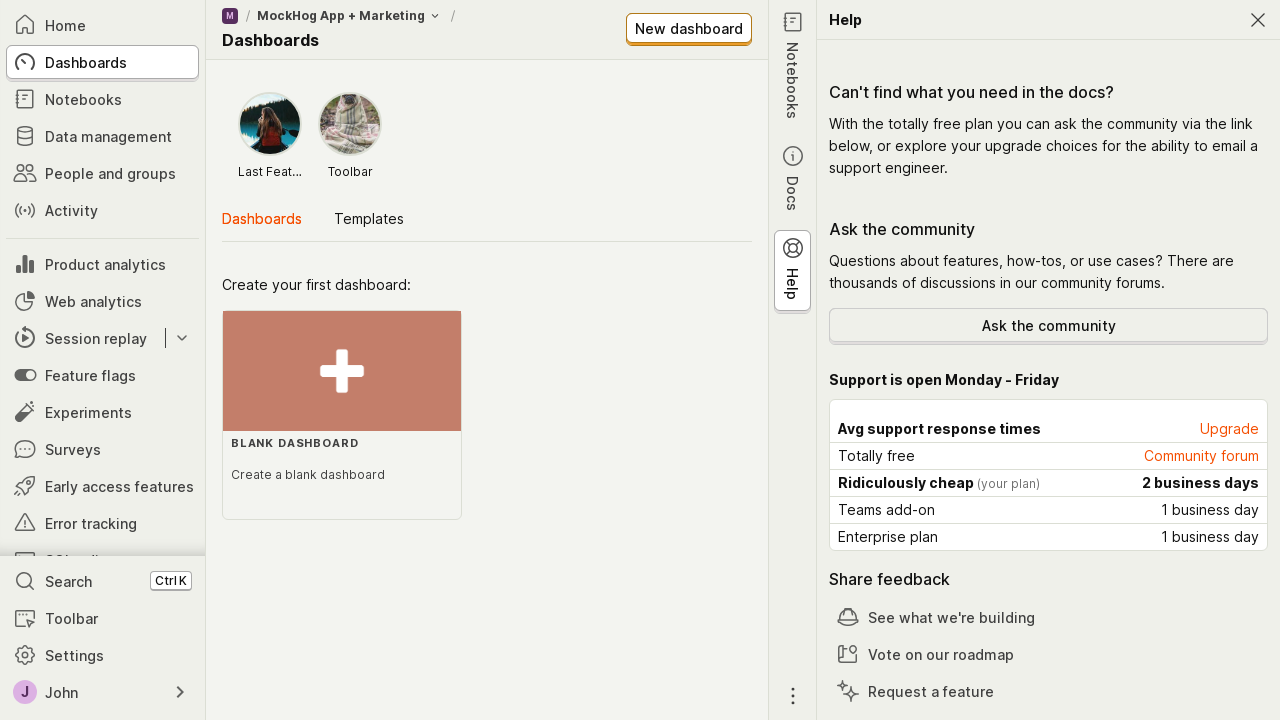 Home
Dashboards
Notebooks
Data management
People and groups
Activity
Product analytics
Web analytics
Session replay
Feature flags
Experiments
Surveys
Early access features
Error tracking
Search
Ctrl K
Toolbar
Settings
J
John
M
/
MockHog App + Marketing
/
Dashboards
New dashboard
Last Feat...
Toolbar
Dashboards
Templates
Create your first dashboard:
BLANK DASHBOARD
Create a blank dashboard
Notebooks
Docs
Help
Help
Can't find what you need in the docs?
With the totally free plan you can ask the community via the link
below, or explore your upgrade choices for the ability to email a
support engineer.
Ask the community
Questions about features, how-tos, or use cases? There are
thousands of discussions in our community forums.
Ask the community
Support is open Monday - Friday
Avg support response times Upgrade
Totally free Community forum
Ridiculously cheap (your plan) 2 business days
Teams add-on 1 business day
Enterprise plan 1 business day
Share feedback
See what we're building
Vote on our roadmap
Request a feature